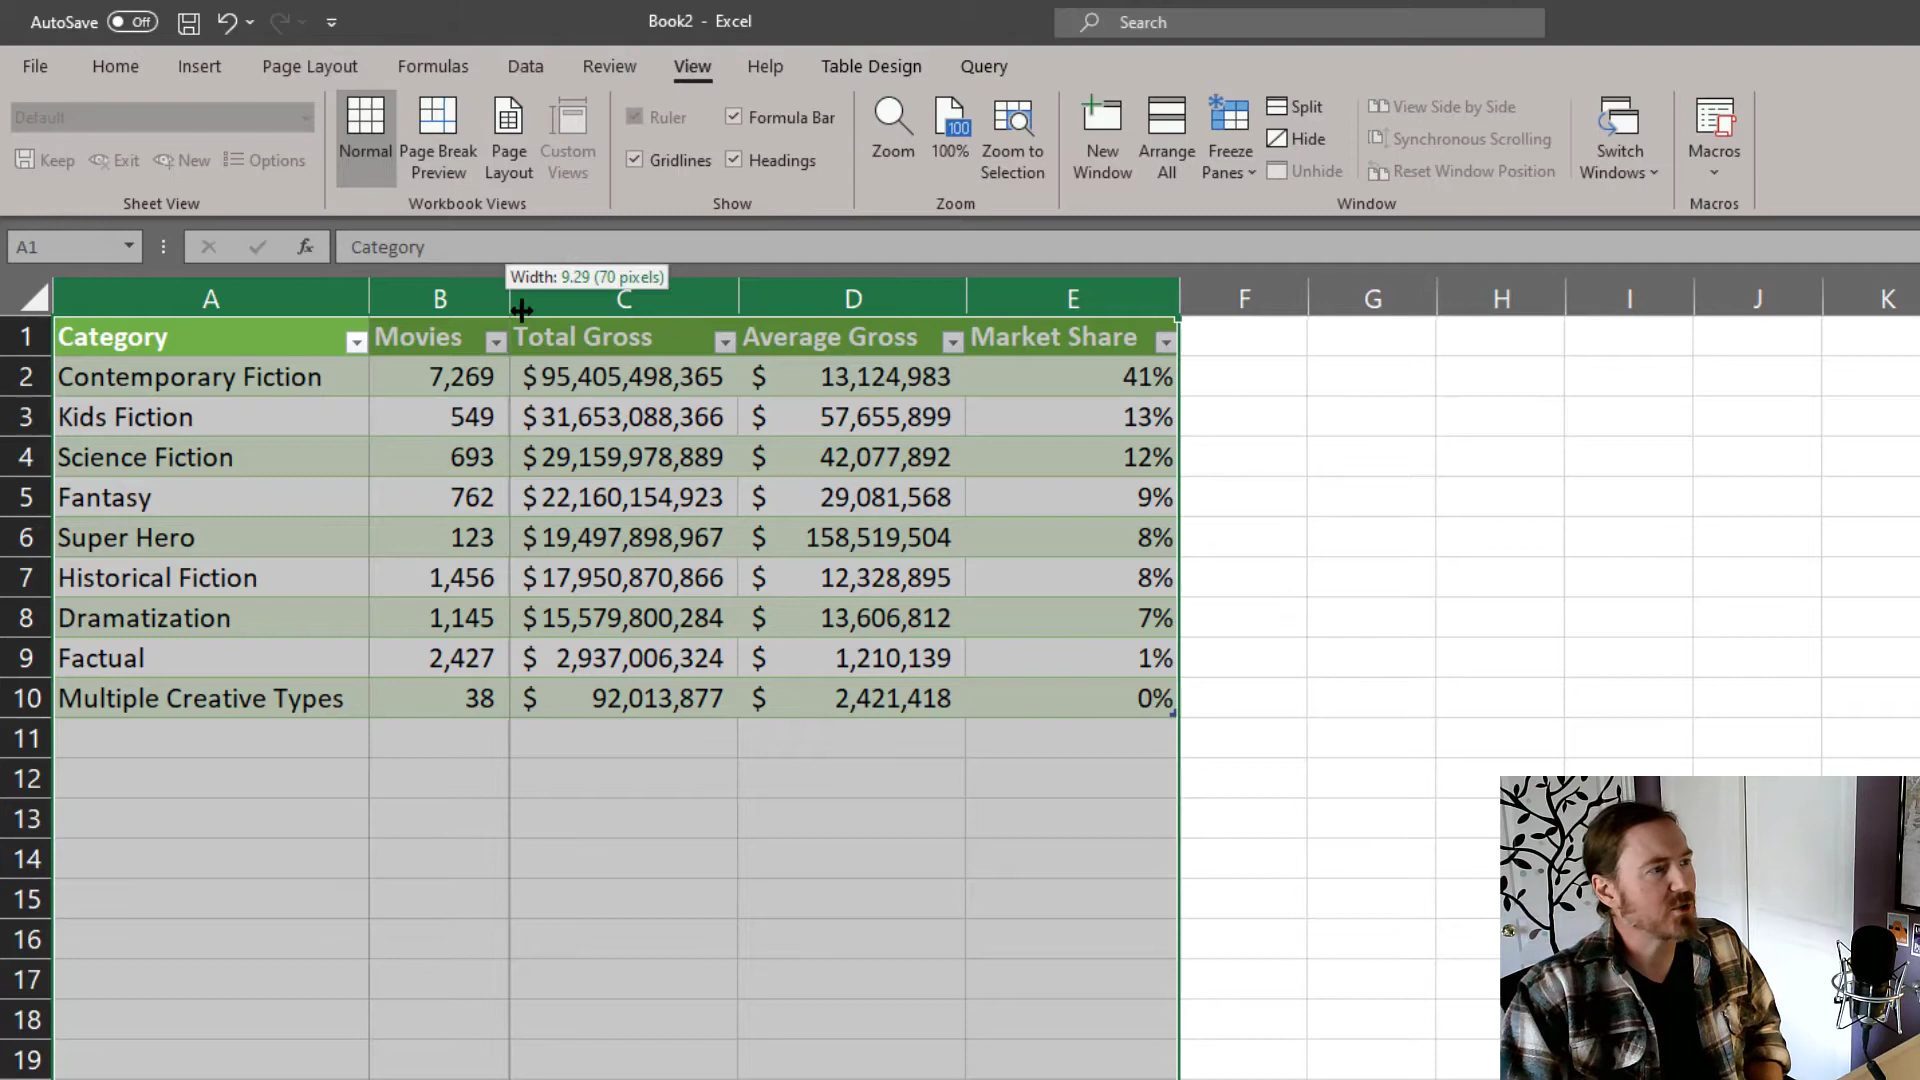 AutoSave Off Book2 - Excel Search
File Home Insert Page Layout Formulas Data Review View Help Table Design Query
Default
Keep Exit New Options
Sheet View
Normal Page Break Preview Page Layout Custom Views
Workbook Views
Ruler Formula Bar
Gridlines Headings
Show
Zoom 100 100% Zoom to Selection
Zoom
New Window Arrange All Freeze Panes
Split
Hide
Unhide
View Side by Side
Synchronous Scrolling
Reset Window Position
Switch Windows
Window
Macros
Macros
A1 fx Category
Width: 9.29 (70 pixels)
A B C D E F G H I J K
1 Category Movies Total Gross Average Gross Market Share
2 Contemporary Fiction 7,269 $95,405,498,365 $ 13,124,983 41%
3 Kids Fiction 549 $31,653,088,366 $ 57,655,899 13%
4 Science Fiction 693 $29,159,978,889 $ 42,077,892 12%
5 Fantasy 762 $22,160,154,923 $ 29,081,568 9%
6 Super Hero 123 $19,497,898,967 $ 158,519,504 8%
7 Historical Fiction 1,456 $17,950,870,866 $ 12,328,895 8%
8 Dramatization 1,145 $15,579,800,284 $ 13,606,812 7%
9 Factual 2,427 $ 2,937,006,324 $ 1,210,139 1%
10 Multiple Creative Types 38 $ 92,013,877 $ 2,421,418 0%
11
12
13
14
15
16
17
18
19